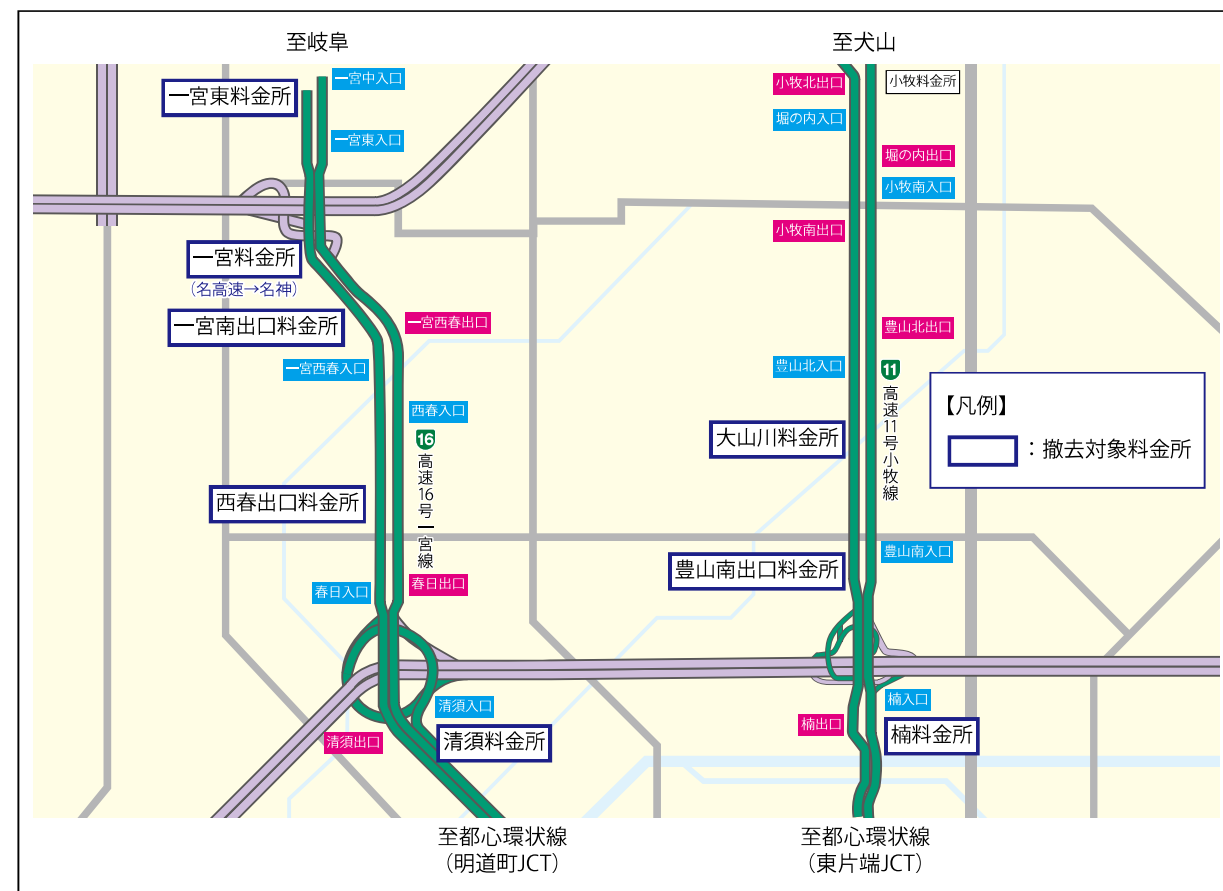 至岐阜
至犬山
一宮中入口
一宮東料金所
一宮東入口
小牧北出口
小牧料金所
堀の内入口
堀の内出口
小牧南入口
小牧南出口
一宮料金所
(名高速→名神)
一宮南出口料金所
一宮西春出口
豊山北出口
一宮西春入口
豊山北入口
11
高速11号小牧線
西春入口
16
高速16号一宮線
大山川料金所
【凡例】
：撤去対象料金所
西春出口料金所
豊山南入口
豊山南出口料金所
春日入口
春日出口
清須入口
清須出口
清須料金所
楠入口
楠出口
楠料金所
至都心環状線
(明道町JCT)
至都心環状線
(東片端JCT)